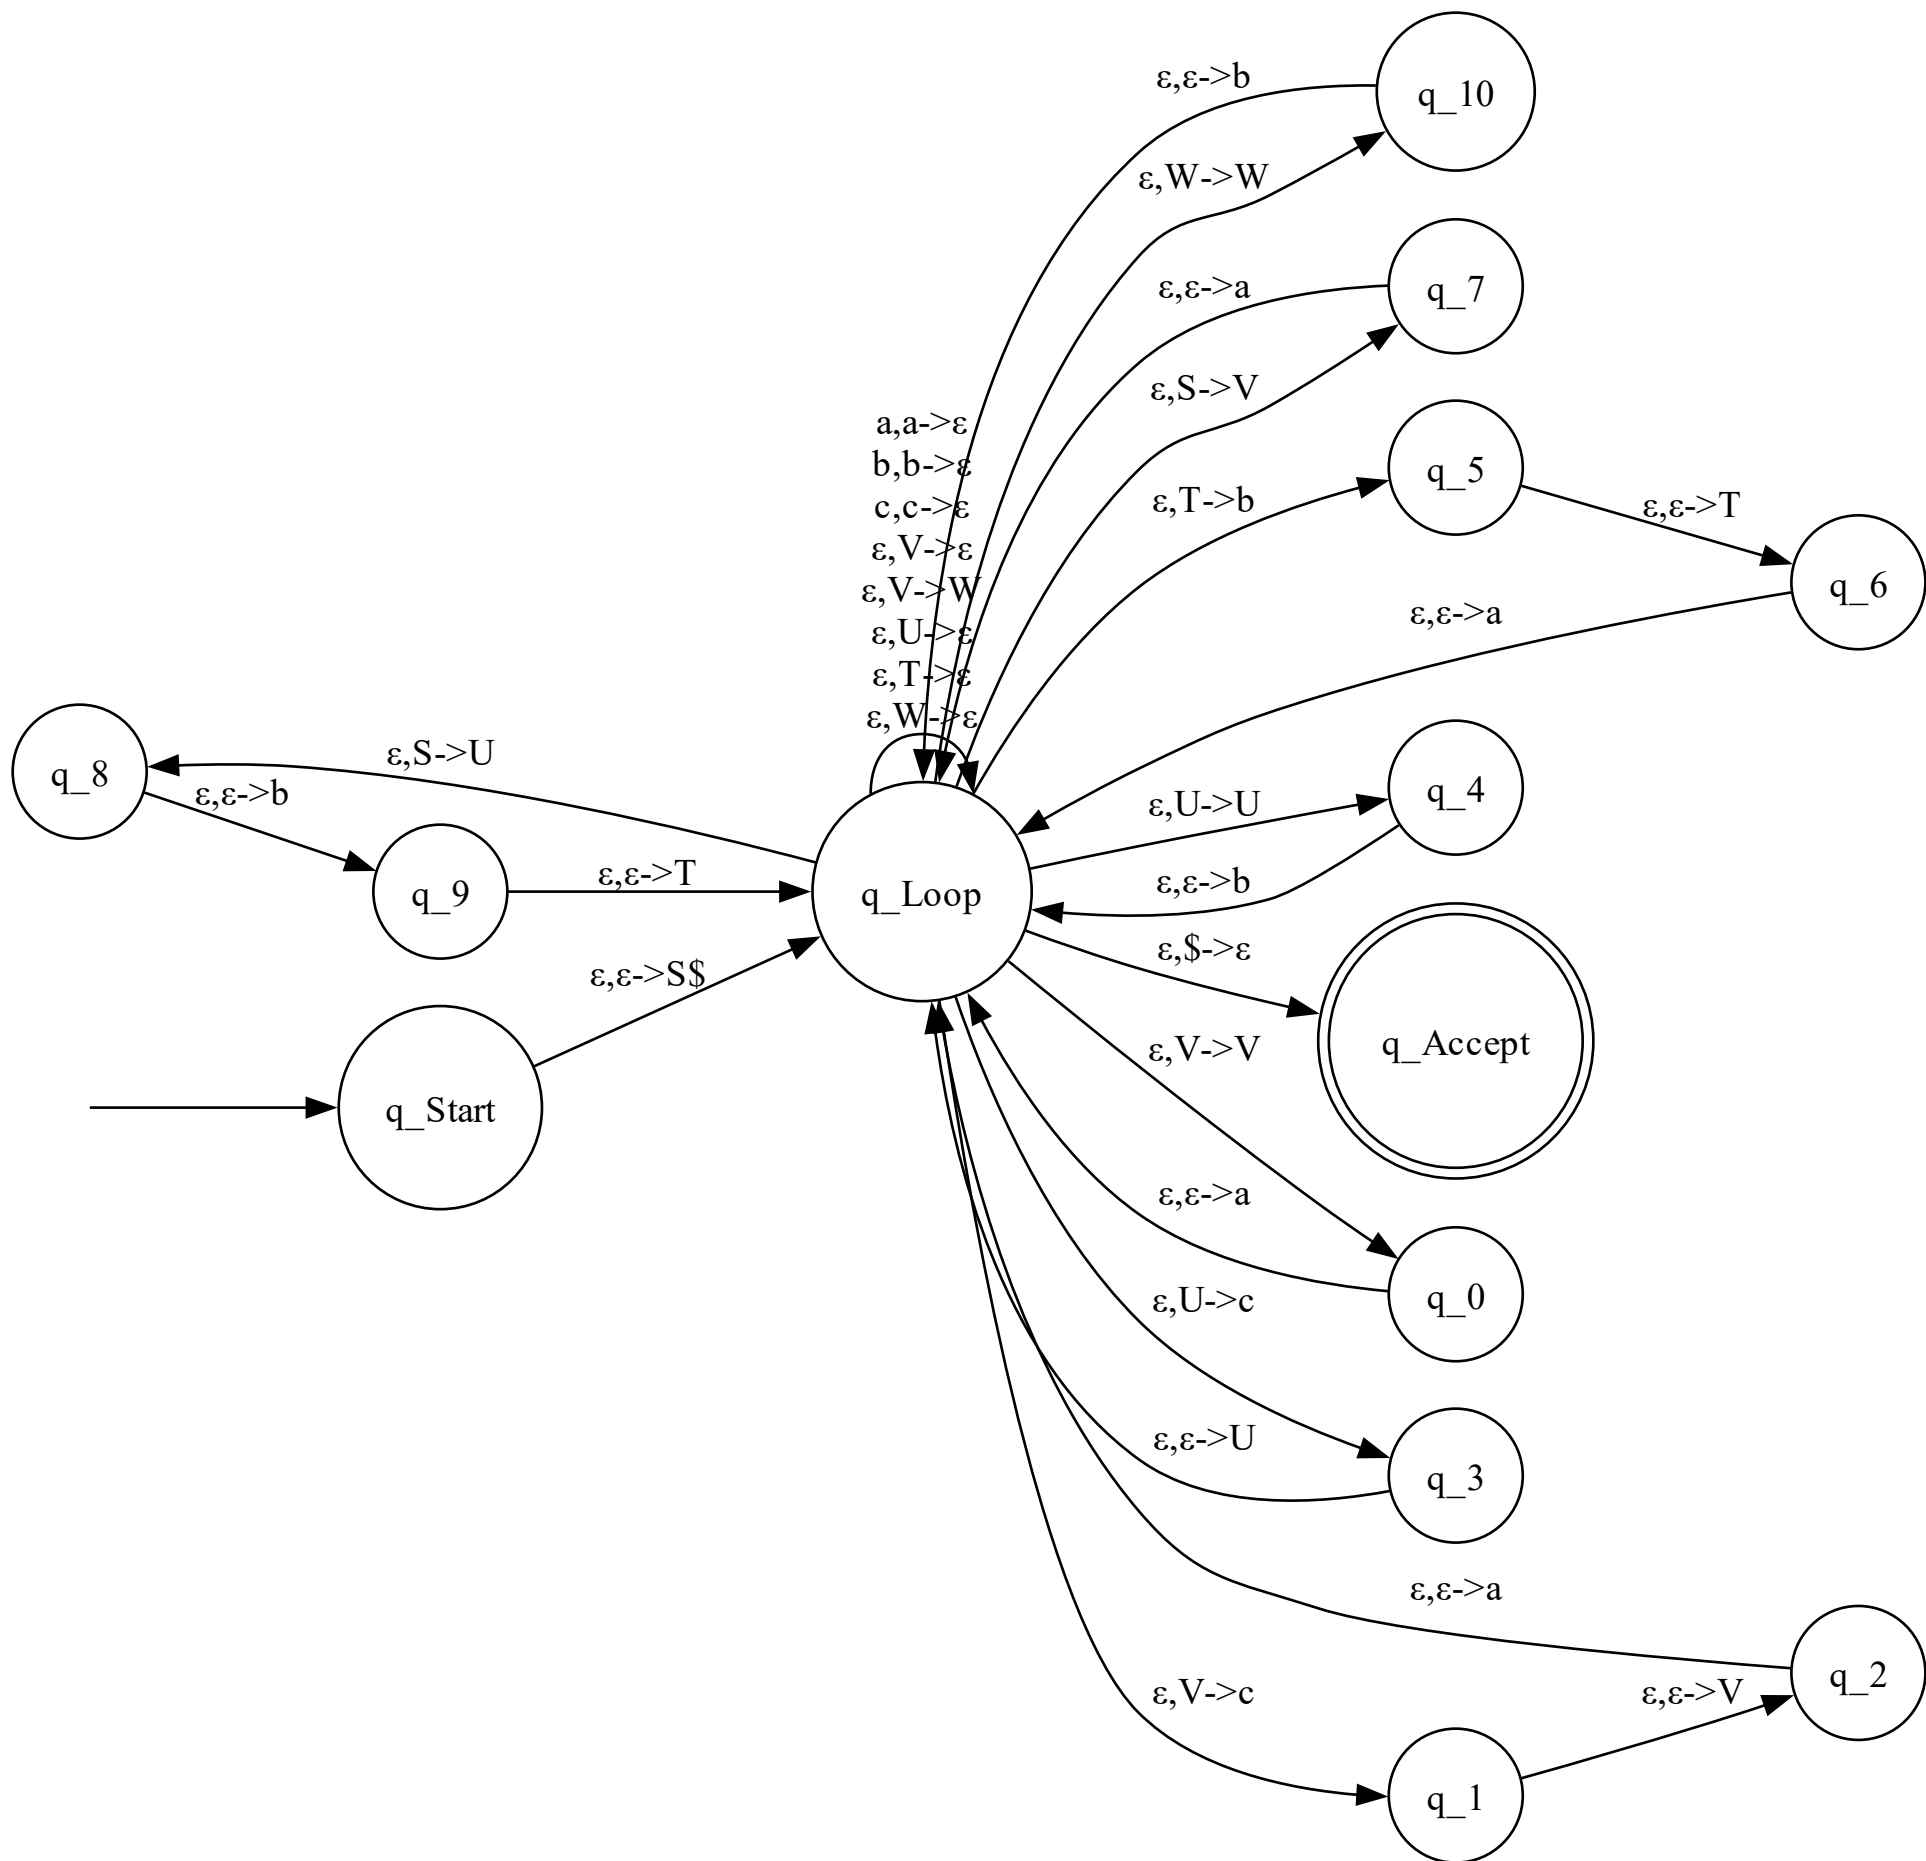 ε,ε->b
q_10
ε,W->W
ε,ε->a
q_7
ε,S->V
a,a->ε
b,b->ε
c,c->ε
ε,V->ε
ε,V->W
ε,U->ε
ε,T->ε
ε,W->ε
ε,T->b
q_5
ε,ε->T
q_6
ε,ε->a
ε,S->U
q_8
ε,ε->b
q_9
ε,ε->T
q_Loop
ε,U->U
q_4
ε,ε->b
ε,$->ε
q_Accept
ε,ε->S$
q_Start
ε,V->V
ε,ε->a
q_0
ε,U->c
ε,ε->U
q_3
ε,ε->a
q_2
ε,V->c
ε,ε->V
q_1